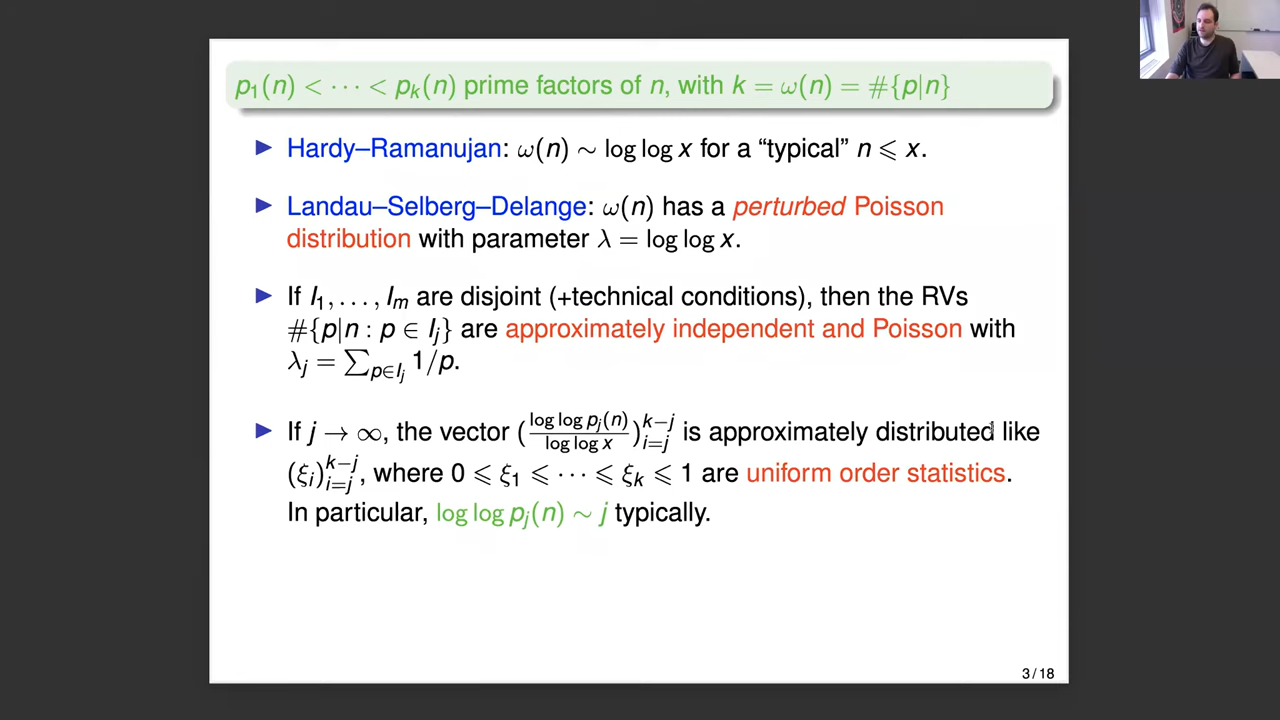 p₁(n) < ··· < pₖ(n) prime factors of n, with k = ω(n) = #{p|n}
▶ Hardy–Ramanujan: ω(n) ∼ log log x for a “typical” n ⩽ x.
▶ Landau–Selberg–Delange: ω(n) has a perturbed Poisson
distribution with parameter λ = log log x.
▶ If I₁, . . . , Iₘ are disjoint (+technical conditions), then the RVs
#{p|n : p ∈ Iⱼ} are approximately independent and Poisson with
λⱼ = ∑_{p∈Iⱼ} 1/p.
▶ If j → ∞, the vector (\frac{log log pⱼ(n)}{log log x})_{i=j}^{k−j} is approximately distributed like
(ξᵢ)_{i=j}^{k−j}, where 0 ⩽ ξ₁ ⩽ ··· ⩽ ξₖ ⩽ 1 are uniform order statistics.
In particular, log log pⱼ(n) ∼ j typically.
3 / 18